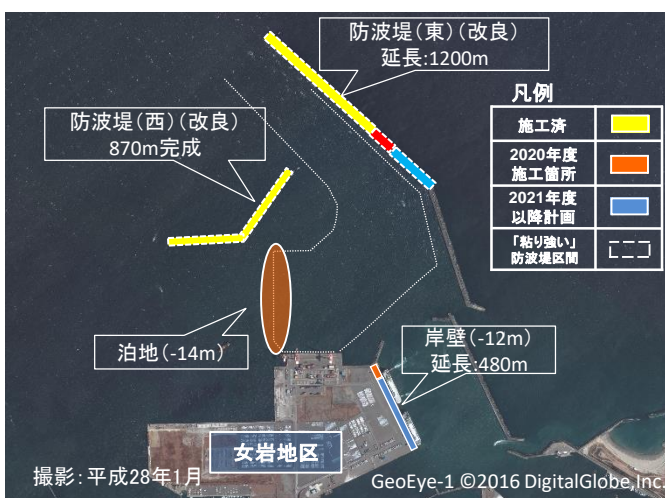 防波堤(東)(改良)
延長:1200m
防波堤(西)(改良)
870m完成
凡例
施工済
2020年度
施工箇所
2021年度
以降計画
「粘り強い」
防波堤区間
泊地(-14m)
岸壁(-12m)
延長:480m
女岩地区
撮影:平成28年1月
GeoEye-1 ©2016 DigitalGlobe,Inc.